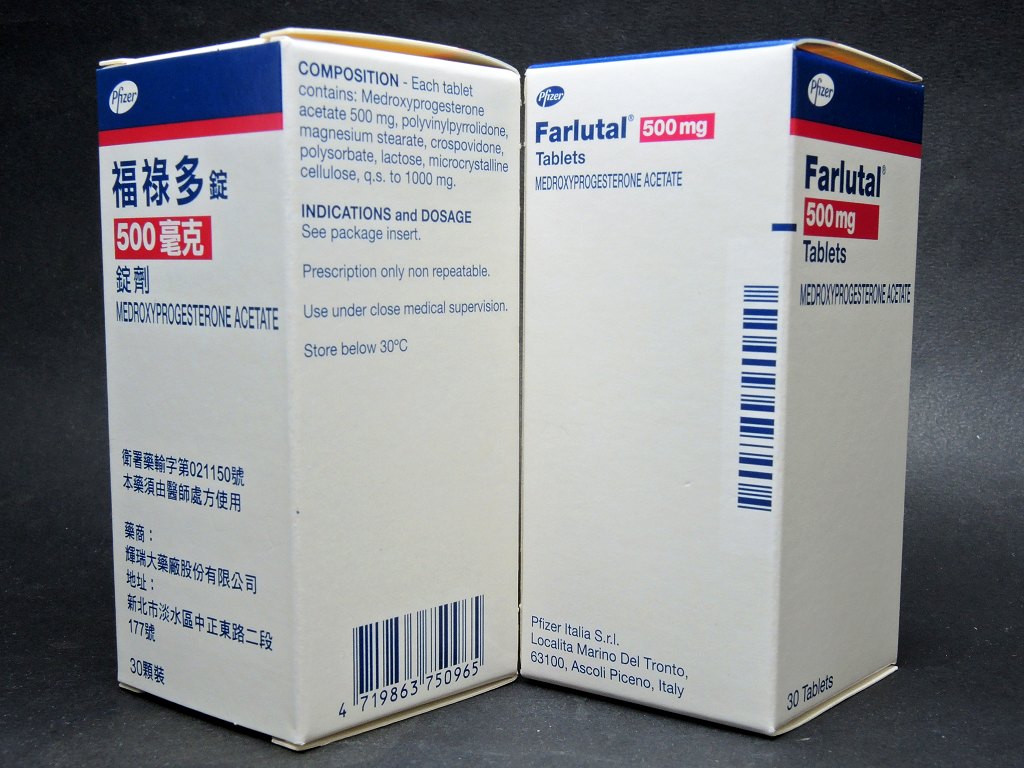 Pfizer
福祿多錠
500毫克
錠劑
MEDROXYPROGESTERONE ACETATE
衛署藥輸字第021150號
本藥須由醫師處方使用
藥商：
輝瑞大藥廠股份有限公司
地址：
新北市淡水區中正東路二段
177號
30顆裝
COMPOSITION - Each tablet
contains: Medroxyprogesterone
acetate 500 mg, polyvinylpyrrolidone,
magnesium stearate, crospovidone,
polysorbate, lactose, microcrystalline
cellulose, q.s. to 1000 mg.
INDICATIONS and DOSAGE
See package insert.
Prescription only non repeatable.
Use under close medical supervision.
Store below 30°C
4 719863 750965
Pfizer
Farlutal® 500 mg
Tablets
MEDROXYPROGESTERONE ACETATE
Pfizer Italia S.r.l.
Localita Marino Del Tronto,
63100, Ascoli Piceno, Italy
Pfizer
Farlutal®
500 mg
Tablets
MEDROXYPROGESTERONE ACETATE
30 Tablets